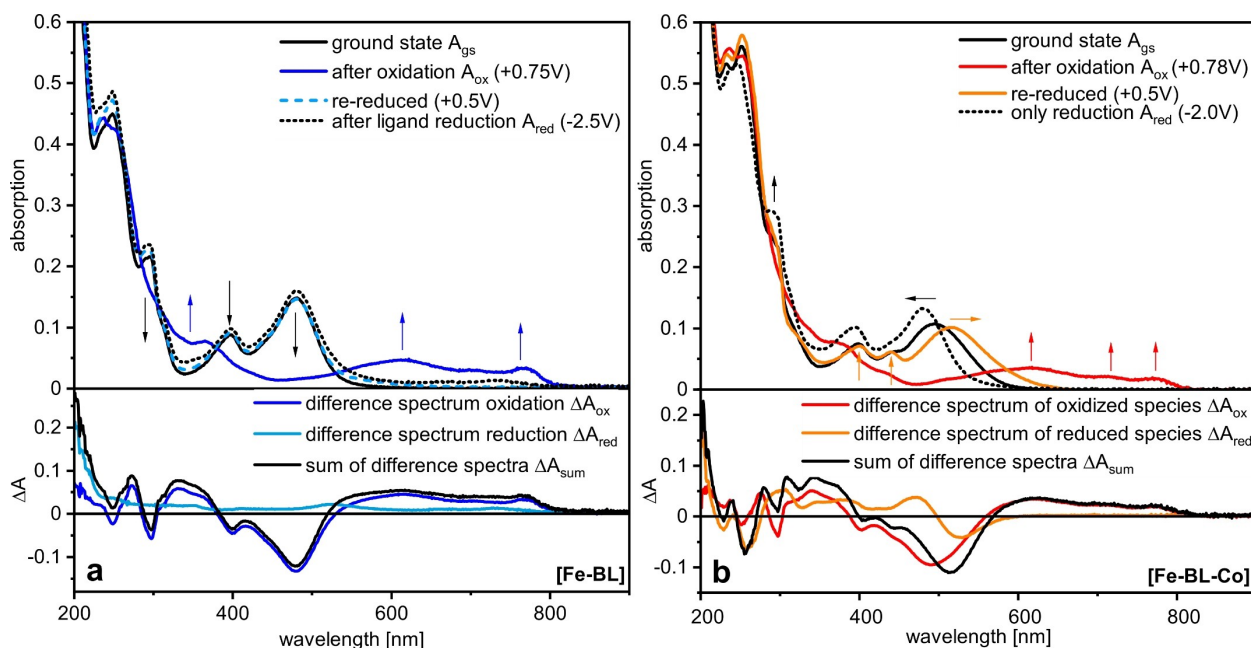 ground state A_gs
after oxidation A_ox (+0.75V)
re-reduced (+0.5V)
after ligand reduction A_red (-2.5V)
0.6
0.5
0.4
0.3
0.2
0.1
0
absorption
difference spectrum oxidation ΔA_ox
difference spectrum reduction ΔA_red
sum of difference spectra ΔA_sum
0.2
0.1
0
-0.1
ΔA
a
[Fe-BL]
200 400 600 800
wavelength [nm]
ground state A_gs
after oxidation A_ox (+0.78V)
re-reduced (+0.5V)
only reduction A_red (-2.0V)
0.6
0.5
0.4
0.3
0.2
0.1
0
absorption
difference spectrum of oxidized species ΔA_ox
difference spectrum of reduced species ΔA_red
sum of difference spectra ΔA_sum
0.2
0.1
0
-0.1
ΔA
b
[Fe-BL-Co]
200 400 600 800
wavelength [nm]